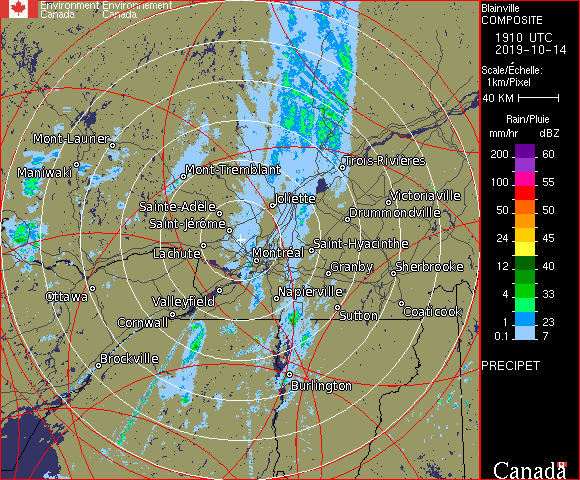 Environment Environnement
Canada Canada
Blainville
COMPOSITE
1910 UTC
2019-10-14
Scale/Échelle:
1km/Pixel
40 KM
Rain/Pluie
mm/hr dBZ
200 60
100 55
50 50
24 45
12 40
4 33
1 23
0.1 7
PRECIPET
Canada
Mont-Laurier
Maniwaki
Mont-Tremblant
Trois-Rivières
Joliette
Victoriaville
Sainte-Adèle
Drummondville
Saint-Jérôme
Lachute
Montréal
Saint-Hyacinthe
Granby
Sherbrooke
Ottawa
Valleyfield
Napierville
Sutton
Coaticook
Cornwall
Brockville
Burlington